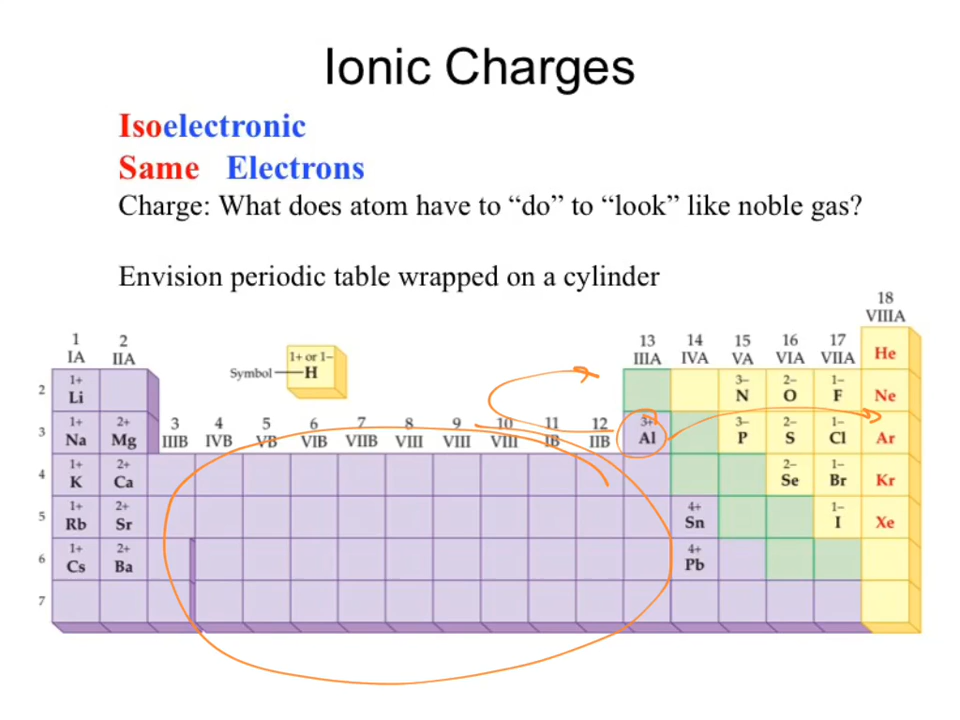 Ionic Charges
Isoelectronic
Same Electrons
Charge: What does atom have to “do” to “look” like noble gas?
Envision periodic table wrapped on a cylinder
18
VIIIA
1 2 13 14 15 16 17
IA IIA IIIA IVA VA VIA VIIA
1+ or 1–
Symbol H
He
2
1+ 3– 2– 1–
Li N O F Ne
3 4 5 6 7 8 9 10 11 12
IIIB IVB VB VIB VIIB VIII VIII VIII IB IIB
3
1+ 2+ 3+ 3– 2– 1–
Na Mg Al P S Cl Ar
4
1+ 2+ 2– 1–
K Ca Se Br Kr
5
1+ 2+ 4+ 1–
Rb Sr Sn I Xe
6
1+ 2+ 4+
Cs Ba Pb
7